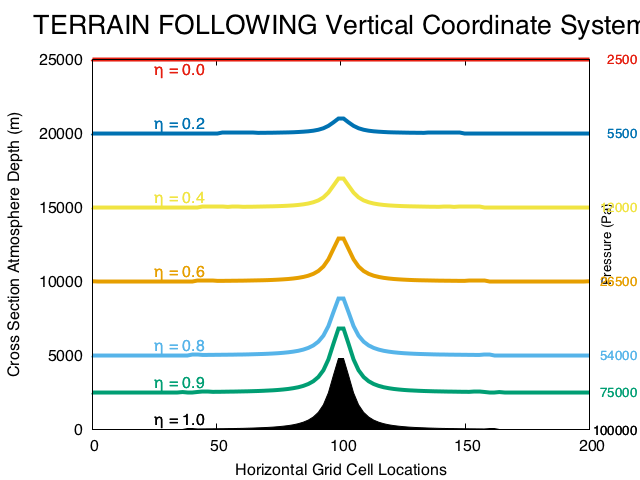 TERRAIN FOLLOWING Vertical Coordinate System
25000
η = 0.0
2500
η = 0.2
20000
5500
η = 0.4
15000
Pressure (Pa)
Cross Section Atmosphere Depth (m)
η = 0.6
10000
η = 0.8
5000
54000
η = 0.9
75000
η = 1.0
0
100000
0
50
100
150
200
Horizontal Grid Cell Locations